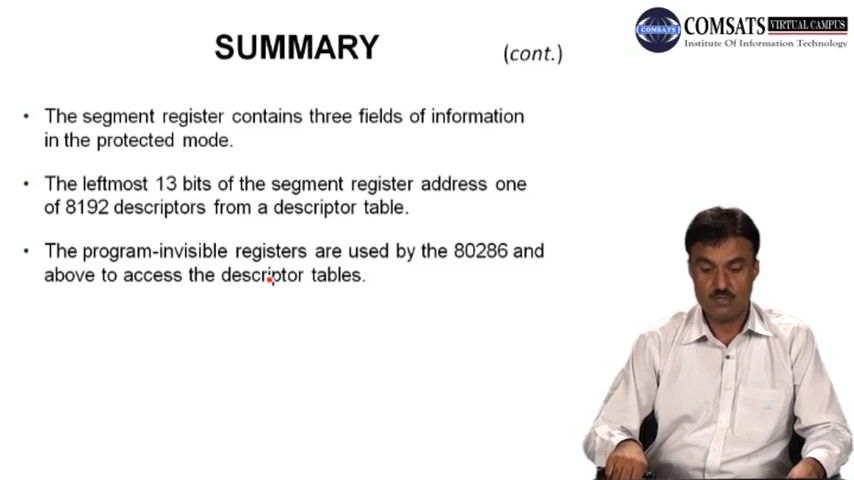 COMSATS VIRTUAL CAMPUS
Institute Of Information Technology
COMSATS
SUMMARY (cont.)
• The segment register contains three fields of information
in the protected mode.
• The leftmost 13 bits of the segment register address one
of 8192 descriptors from a descriptor table.
• The program-invisible registers are used by the 80286 and
above to access the descriptor tables.